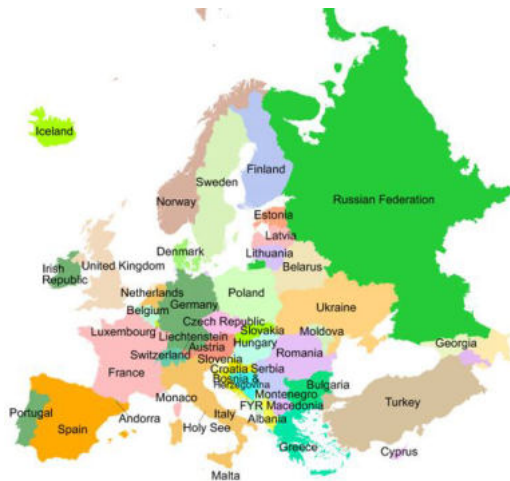 Iceland
Finland
Sweden
Norway
Russian Federation
Estonia
Latvia
Lithuania
Denmark
Belarus
Irish
Republic
United Kingdom
Netherlands
Germany
Poland
Belgium
Ukraine
Czech Republic
Luxembourg
Slovakia
Liechtenstein
Hungary
Moldova
Austria
Georgia
Switzerland
Romania
Slovenia
France
Croatia
Serbia
Bosnia &
Herzegovina
Bulgaria
Monaco
Montenegro
Turkey
Portugal
Andorra
Italy
FYR Macedonia
Spain
Holy See
Albania
Greece
Cyprus
Malta